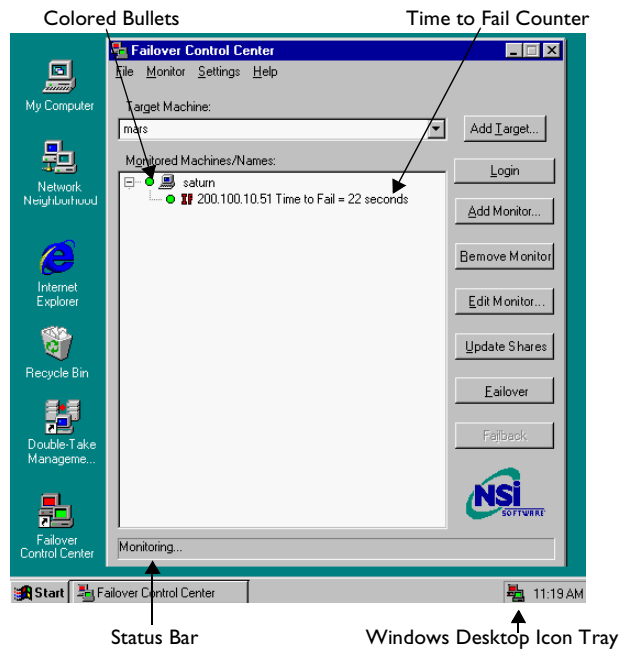 Colored Bullets
Time to Fail Counter
Failover Control Center
File Monitor Settings Help
My Computer
Target Machine:
mars
Add Target...
Monitored Machines/Names:
Network
Neighborhood
saturn
200.100.10.51 Time to Fail = 22 seconds
Login
Add Monitor...
Remove Monitor
Internet
Explorer
Edit Monitor...
Update Shares
Recycle Bin
Failover
Double-Take
Manageme...
Failback
NSi
SOFTWARE
Failover
Control Center
Monitoring...
Start
Failover Control Center
11:19 AM
Status Bar
Windows Desktop Icon Tray